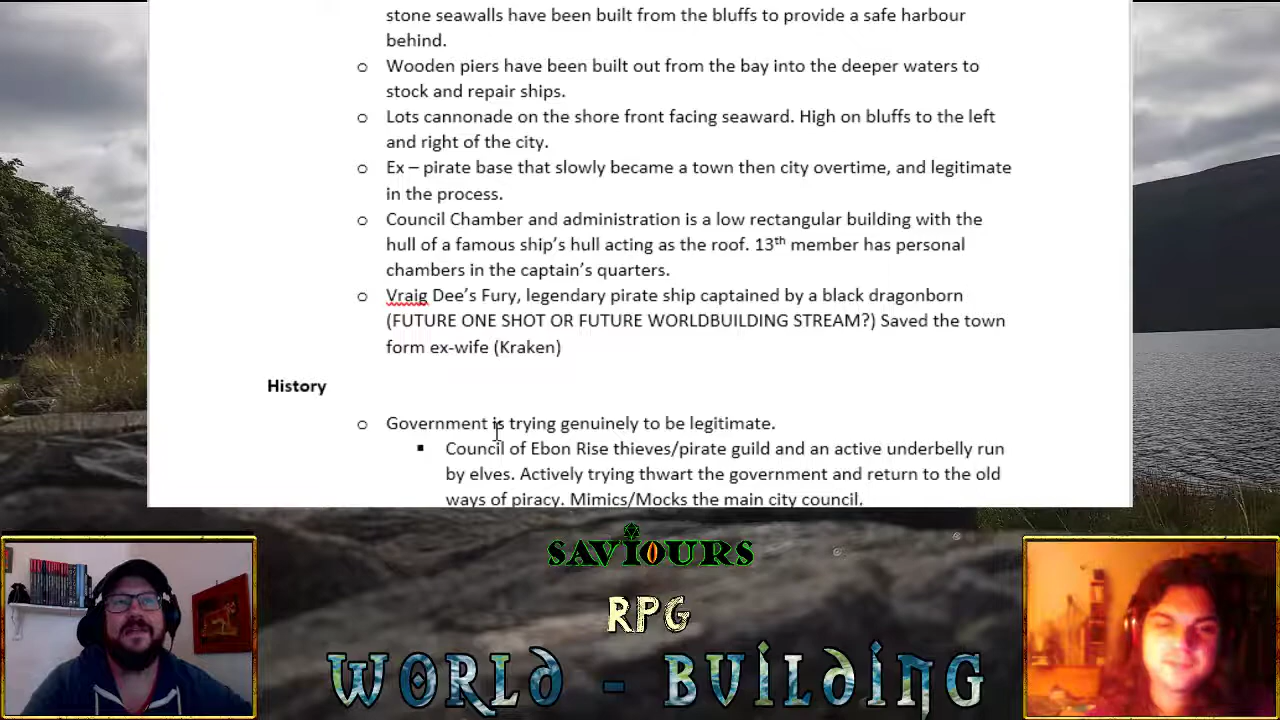 stone seawalls have been built from the bluffs to provide a safe harbour
behind.
o Wooden piers have been built out from the bay into the deeper waters to
stock and repair ships.
o Lots cannonade on the shore front facing seaward. High on bluffs to the left
and right of the city.
o Ex – pirate base that slowly became a town then city overtime, and legitimate
in the process.
o Council Chamber and administration is a low rectangular building with the
hull of a famous ship's hull acting as the roof. 13th member has personal
chambers in the captain's quarters.
o Vraig Dee's Fury, legendary pirate ship captained by a black dragonborn
(FUTURE ONE SHOT OR FUTURE WORLDBUILDING STREAM?) Saved the town
form ex-wife (Kraken)
History
o Government is trying genuinely to be legitimate.
▪ Council of Ebon Rise thieves/pirate guild and an active underbelly run
by elves. Actively trying thwart the government and return to the old
ways of piracy. Mimics/Mocks the main city council.
SAVIOURS
RPG
WORLD - BUILDING